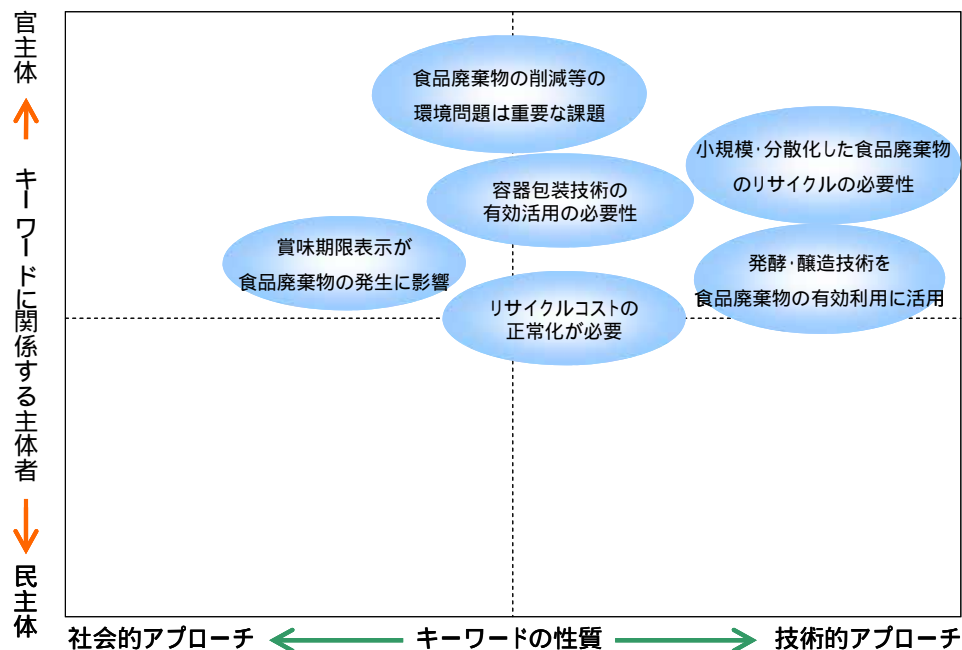 官主体
キーワードに関係する主体者
民主体
食品廃棄物の削減等の
環境問題は重要な課題
小規模・分散化した食品廃棄物
のリサイクルの必要性
容器包装技術の
有効活用の必要性
賞味期限表示が
食品廃棄物の発生に影響
発酵・醸造技術を
食品廃棄物の有効利用に活用
リサイクルコストの
正常化が必要
社会的アプローチ
キーワードの性質
技術的アプローチ